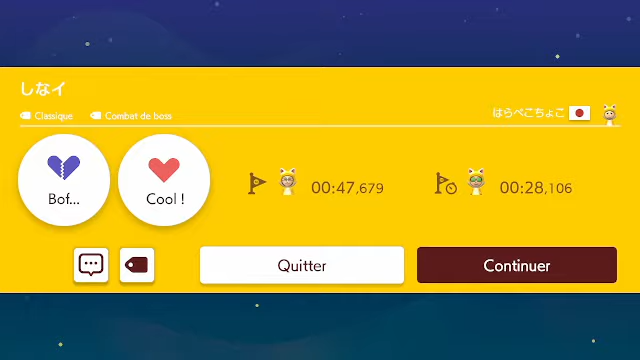 しなイ
Classique Combat de boss
はらぺこちょこ
Bof... Cool !
00:47,679 00:28,106
Quitter Continuer